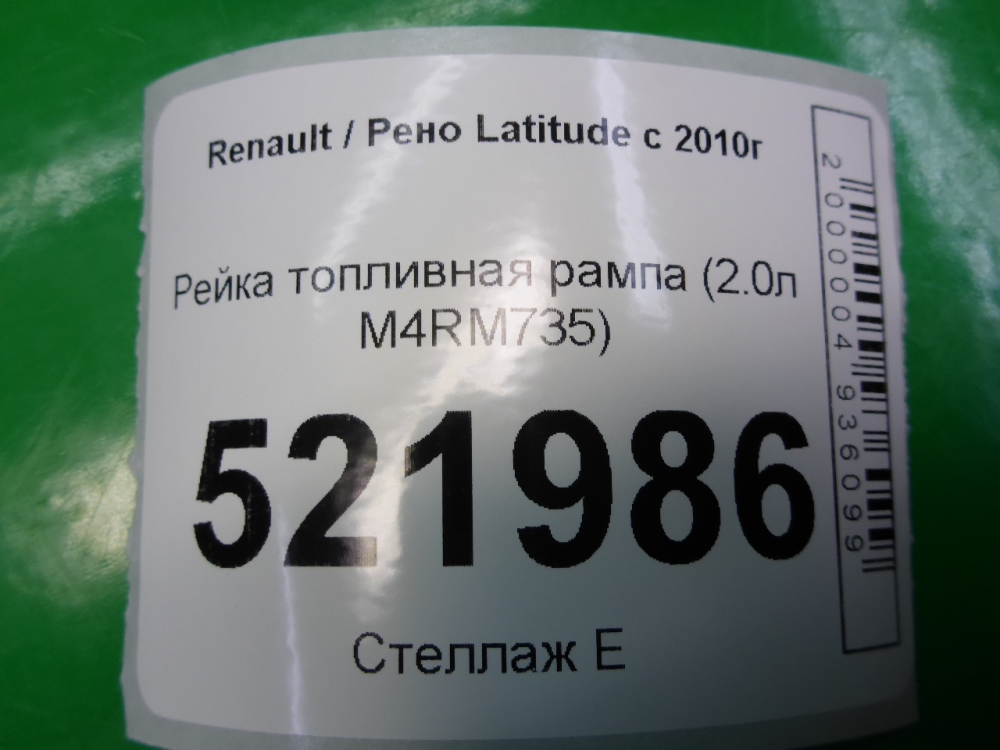 Renault / Рено Latitude с 2010г
Рейка топливная рампа (2.0л
M4RM735)
521986
Стеллаж Е
2000004936099